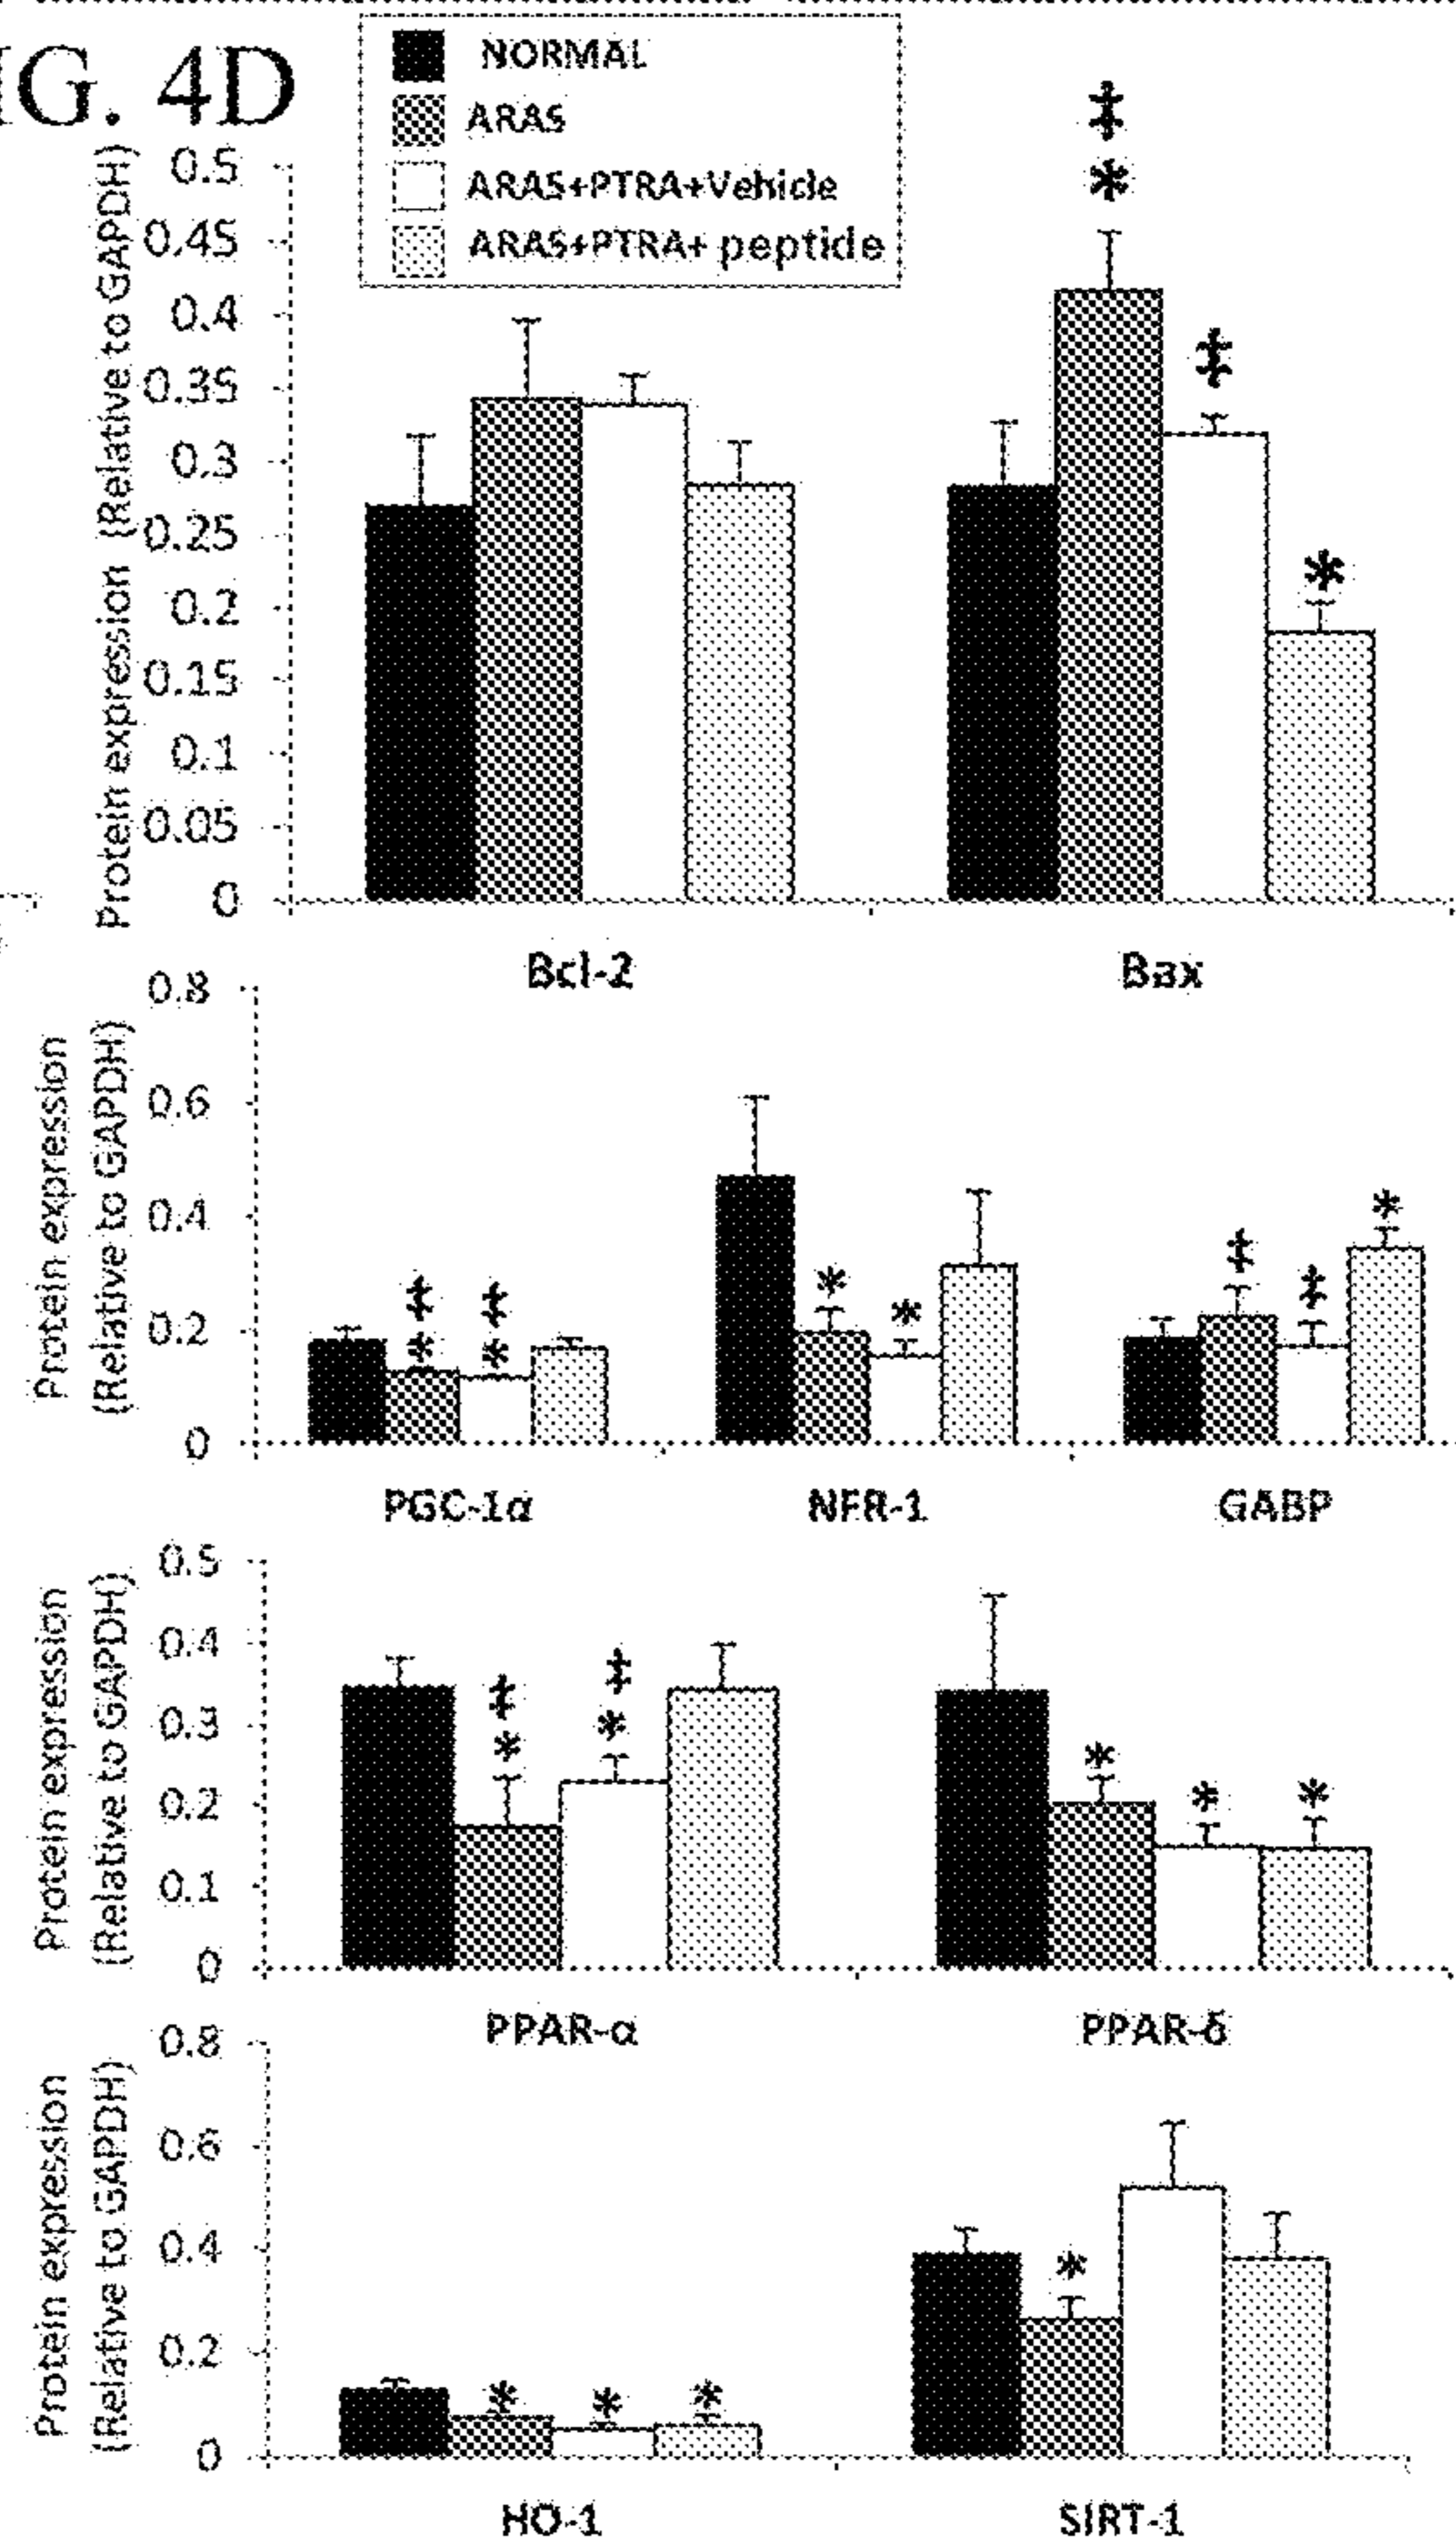 IG. 4D
NORMAL
ARAS
ARAS+PTRA+Vehicle
ARAS+PTRA+ peptide
Protein expression (Relative to GAPDH)
0.5
0.45
0.4
0.35
0.3
0.25
0.2
0.15
0.1
0.05
0
‡
*
‡
*
Bcl-2
Bax
Protein expression
(Relative to GAPDH)
0.8
0.6
0.4
0.2
0
‡ ‡
* *
* *
‡ ‡ *
PGC-1α
NFR-1
GABP
Protein expression
(Relative to GAPDH)
0.5
0.4
0.3
0.2
0.1
0
‡ ‡
* *
* * *
PPAR-α
PPAR-δ
Protein expression
(Relative to GAPDH)
0.8
0.6
0.4
0.2
0
* * *
*
HO-1
SIRT-1